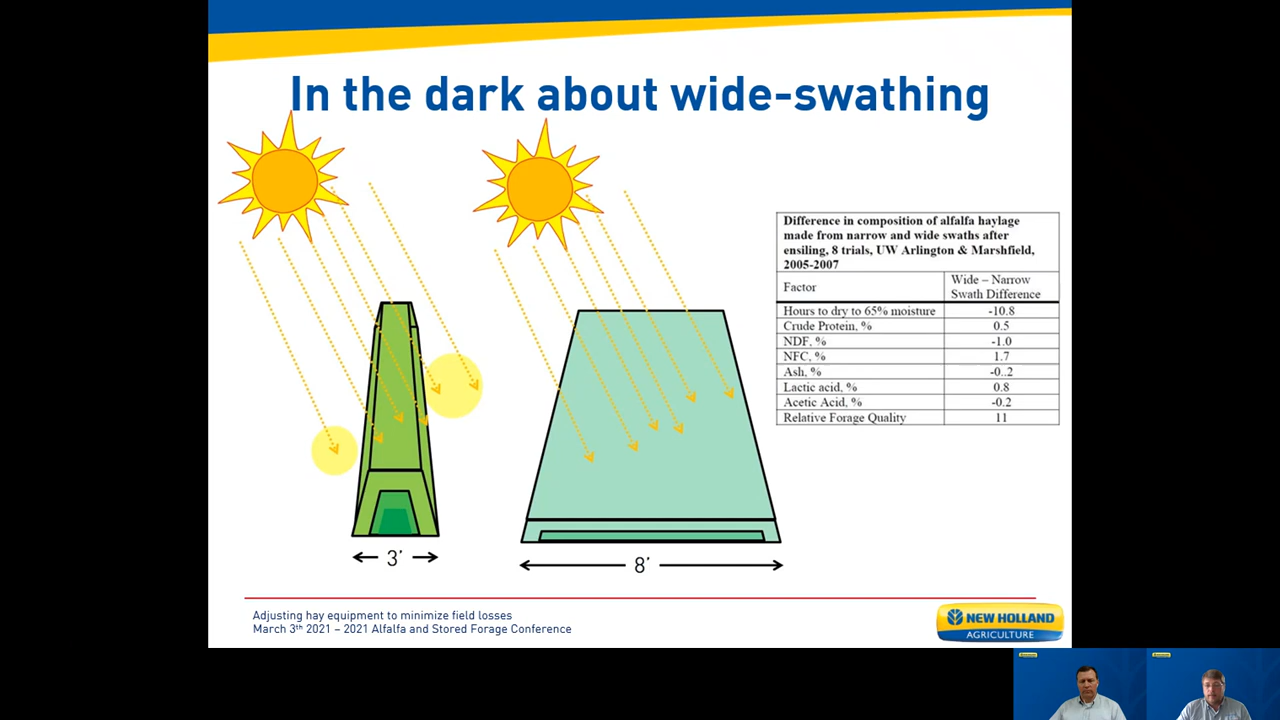 In the dark about wide-swathing
Difference in composition of alfalfa haylage
made from narrow and wide swaths after
ensiling, 8 trials, UW Arlington & Marshfield,
2005-2007
Factor
Wide – Narrow
Swath Difference
Hours to dry to 65% moisture -10.8
Crude Protein, % 0.5
NDF, % -1.0
NFC, % 1.7
Ash, % -0..2
Lactic acid, % 0.8
Acetic Acid, % -0.2
Relative Forage Quality 11
3’
8’
Adjusting hay equipment to minimize field losses
March 3th 2021 – 2021 Alfalfa and Stored Forage Conference
NEW HOLLAND
AGRICULTURE